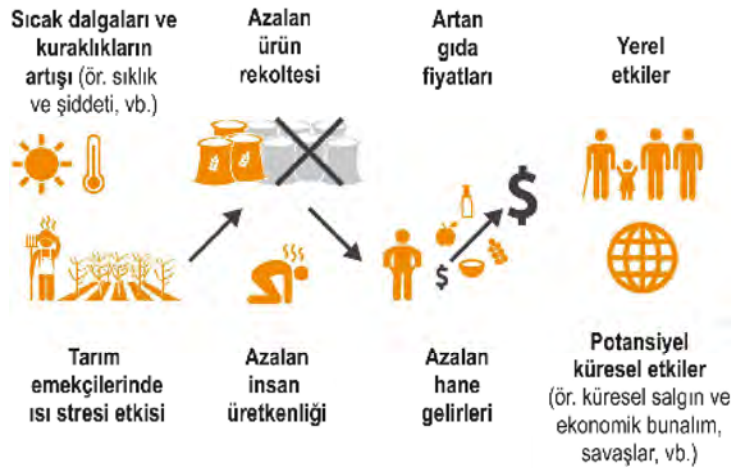 Sıcak dalgaları ve
kuraklıkların
artışı (ör. sıklık
ve şiddeti, vb.)
Azalan
ürün
rekoltesi
Artan
gıda
fiyatları
Yerel
etkiler
$
$
Tarım
emekçilerinde
ısı stresi etkisi
Azalan
insan
üretkenliği
Azalan
hane
gelirleri
Potansiyel
küresel etkiler
(ör. küresel salgın ve
ekonomik bunalım,
savaşlar, vb.)